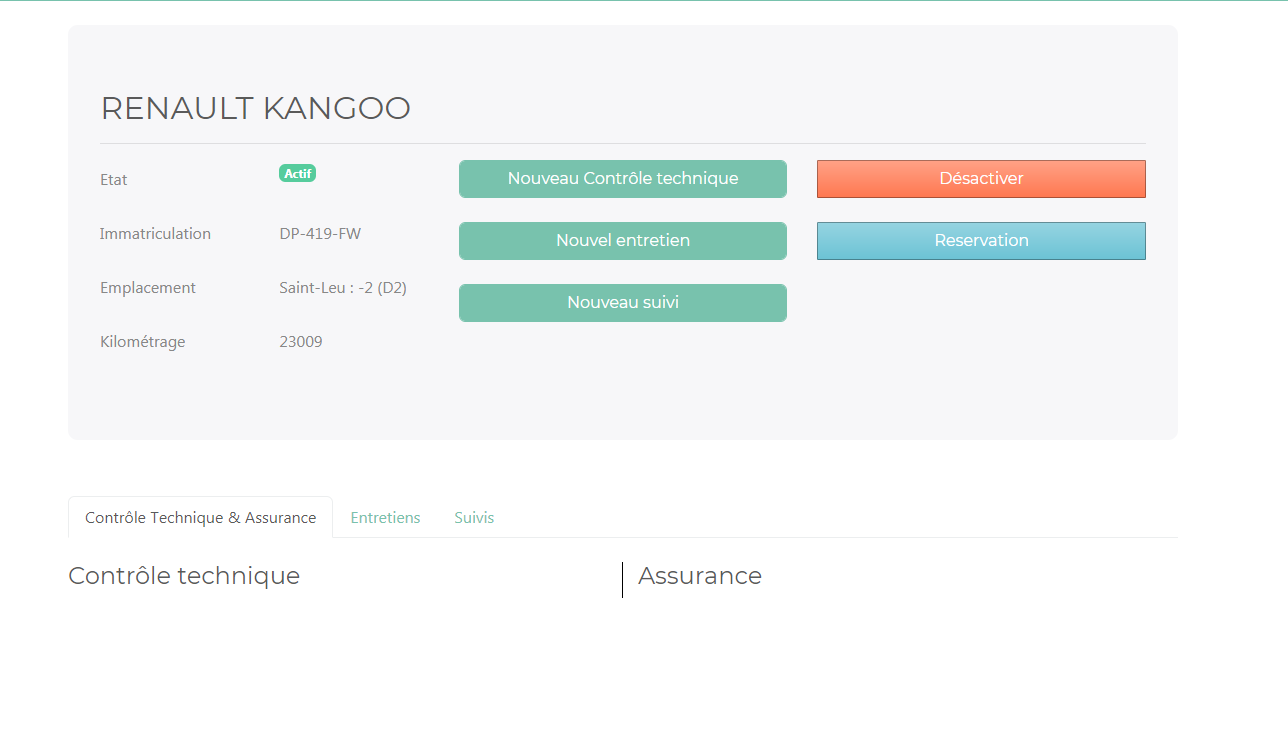 RENAULT KANGOO
Etat
Actif
Nouveau Contrôle technique
Désactiver
Immatriculation
DP-419-FW
Nouvel entretien
Reservation
Emplacement
Saint-Leu : -2 (D2)
Nouveau suivi
Kilométrage
23009
Contrôle Technique & Assurance
Entretiens
Suivis
Contrôle technique
Assurance